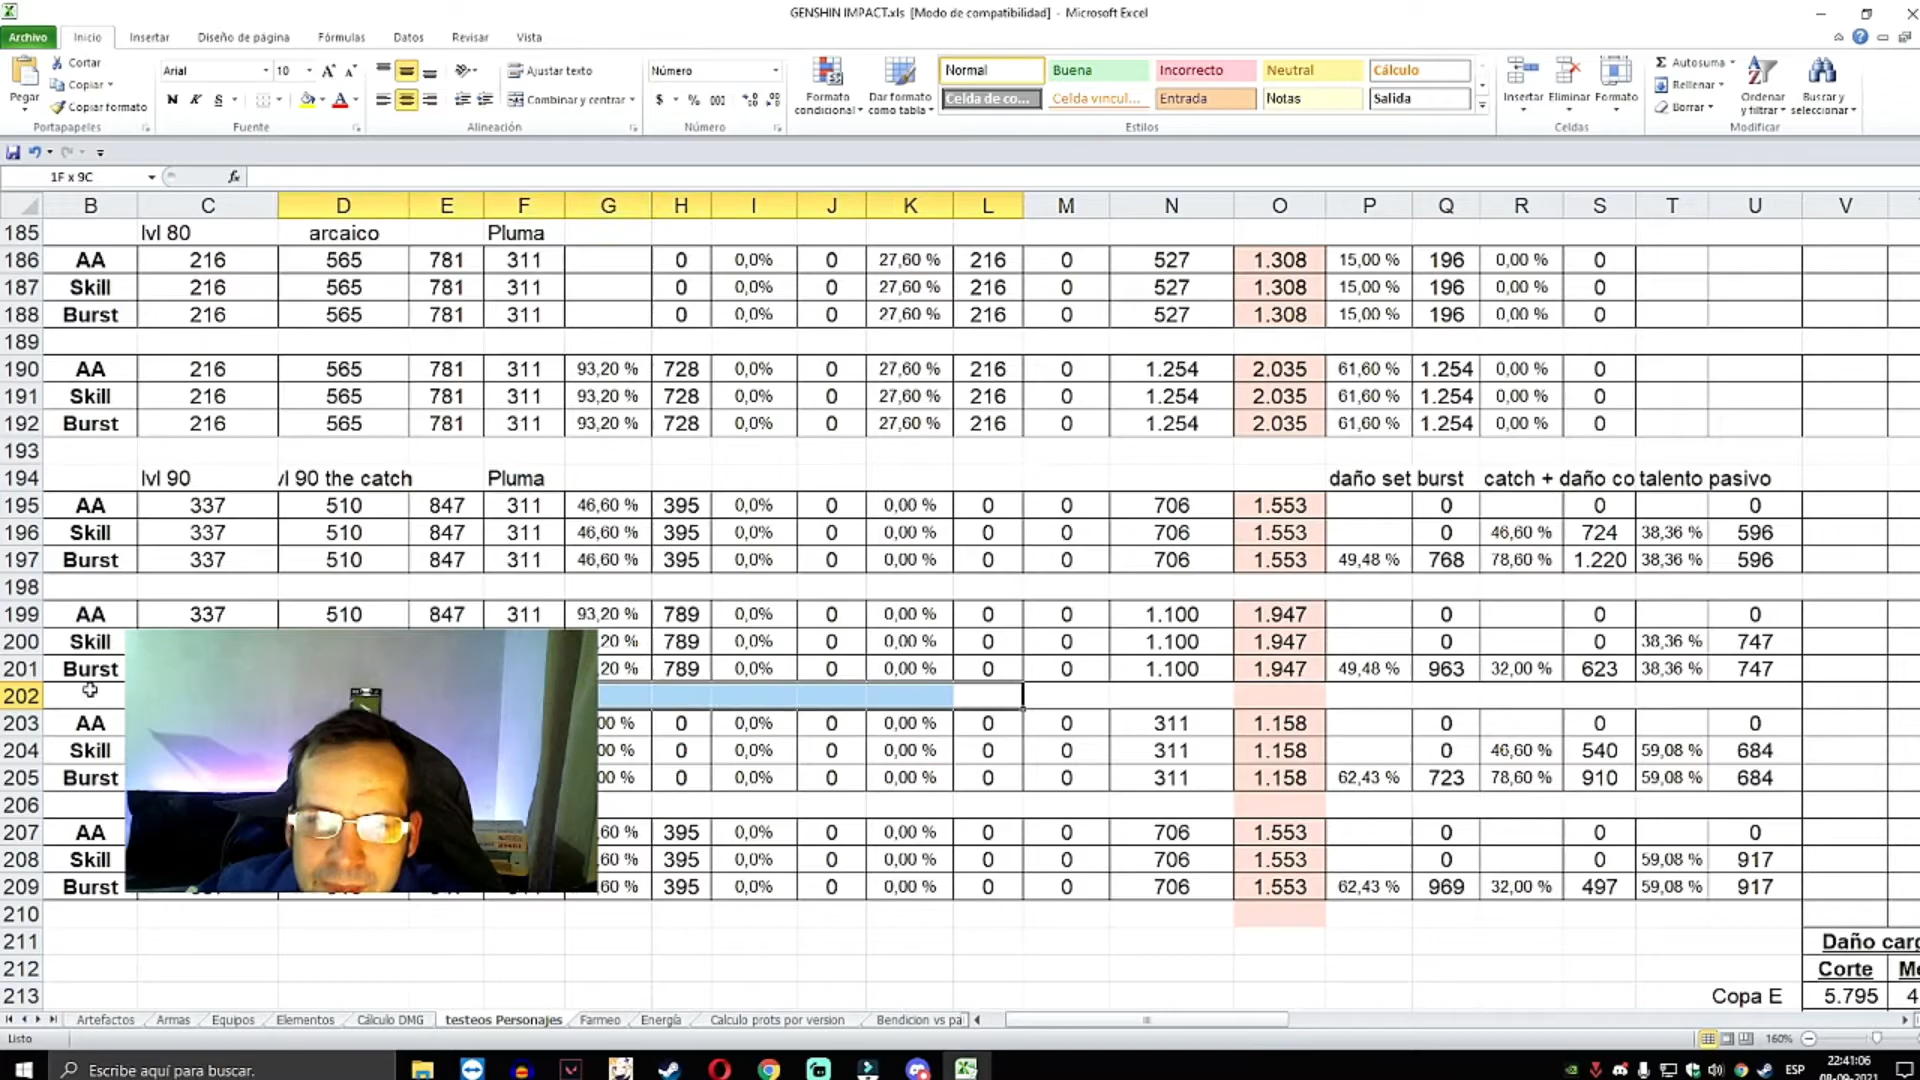 GENSHIN IMPACT.xls [Modo de compatibilidad] - Microsoft Excel
Archivo Inicio Insertar Diseño de página Fórmulas Datos Revisar Vista
Pegar Cortar Copiar Copiar formato Portapapeles
Arial 10 N K S Fuente
Ajustar texto Combinar y centrar Alineación
Número $ % 000 Número
Formato condicional Dar formato como tabla
Normal Buena Incorrecto Neutral Cálculo
Celda de co... Celda vincul... Entrada Notas Salida
Estilos
Insertar Eliminar Formato Celdas
Autosuma Rellenar Borrar Ordenar y filtrar Buscar y seleccionar Modificar
1F x 9C fx
B C D E F G H I J K L M N O P Q R S T U V
185 lvl 80 arcaico Pluma
186 AA 216 565 781 311 0 0,0% 0 27,60 % 216 0 527 1.308 15,00 % 196 0,00 % 0
187 Skill 216 565 781 311 0 0,0% 0 27,60 % 216 0 527 1.308 15,00 % 196 0,00 % 0
188 Burst 216 565 781 311 0 0,0% 0 27,60 % 216 0 527 1.308 15,00 % 196 0,00 % 0
189
190 AA 216 565 781 311 93,20 % 728 0,0% 0 27,60 % 216 0 1.254 2.035 61,60 % 1.254 0,00 % 0
191 Skill 216 565 781 311 93,20 % 728 0,0% 0 27,60 % 216 0 1.254 2.035 61,60 % 1.254 0,00 % 0
192 Burst 216 565 781 311 93,20 % 728 0,0% 0 27,60 % 216 0 1.254 2.035 61,60 % 1.254 0,00 % 0
193
194 lvl 90 vl 90 the catch Pluma daño set burst catch + daño co talento pasivo
195 AA 337 510 847 311 46,60 % 395 0,0% 0 0,00 % 0 0 706 1.553 0 0 0
196 Skill 337 510 847 311 46,60 % 395 0,0% 0 0,00 % 0 0 706 1.553 0 46,60 % 724 38,36 % 596
197 Burst 337 510 847 311 46,60 % 395 0,0% 0 0,00 % 0 0 706 1.553 49,48 % 768 78,60 % 1.220 38,36 % 596
198
199 AA 337 510 847 311 93,20 % 789 0,0% 0 0,00 % 0 0 1.100 1.947 0 0 0
200 Skill ,20 % 789 0,0% 0 0,00 % 0 0 1.100 1.947 0 0 38,36 % 747
201 Burst ,20 % 789 0,0% 0 0,00 % 0 0 1.100 1.947 49,48 % 963 32,00 % 623 38,36 % 747
202
203 AA 00 % 0 0,0% 0 0,00 % 0 0 311 1.158 0 0 0
204 Skill 00 % 0 0,0% 0 0,00 % 0 0 311 1.158 0 46,60 % 540 59,08 % 684
205 Burst 00 % 0 0,0% 0 0,00 % 0 0 311 1.158 62,43 % 723 78,60 % 910 59,08 % 684
206
207 AA ,60 % 395 0,0% 0 0,00 % 0 0 706 1.553 0 0 0
208 Skill ,60 % 395 0,0% 0 0,00 % 0 0 706 1.553 0 0 59,08 % 917
209 Burst ,60 % 395 0,0% 0 0,00 % 0 0 706 1.553 62,43 % 969 32,00 % 497 59,08 % 917
210
211 Daño carg
212 Corte Me
213 Copa E 5.795 4
Artefactos Armas Equipos Elementos Cálculo DMG testeos Personajes Farmeo Energía Calculo prots por version Bendicion vs pa
Listo 160%
Escribe aquí para buscar. ESP 22:41:06
08-09-2021